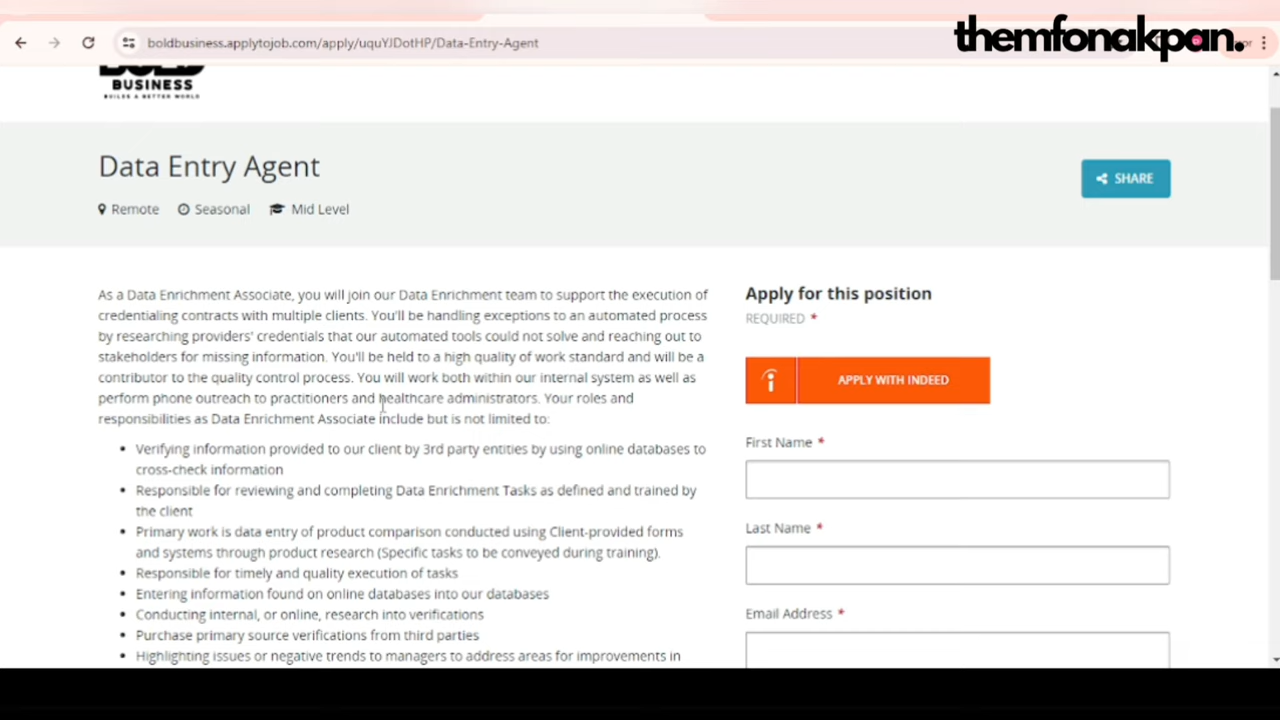 boldbusiness.applytojob.com/apply/uquYJDotHP/Data-Entry-Agent
themfonakpan.
BUSINESS
BUILDS A BETTER WORLD
Data Entry Agent
SHARE
Remote Seasonal Mid Level
As a Data Enrichment Associate, you will join our Data Enrichment team to support the execution of
credentialing contracts with multiple clients. You'll be handling exceptions to an automated process
by researching providers' credentials that our automated tools could not solve and reaching out to
stakeholders for missing information. You'll be held to a high quality of work standard and will be a
contributor to the quality control process. You will work both within our internal system as well as
perform phone outreach to practitioners and healthcare administrators. Your roles and
responsibilities as Data Enrichment Associate include but is not limited to:
• Verifying information provided to our client by 3rd party entities by using online databases to
cross-check information
• Responsible for reviewing and completing Data Enrichment Tasks as defined and trained by
the client
• Primary work is data entry of product comparison conducted using Client-provided forms
and systems through product research (Specific tasks to be conveyed during training).
• Responsible for timely and quality execution of tasks
• Entering information found on online databases into our databases
• Conducting internal, or online, research into verifications
• Purchase primary source verifications from third parties
• Highlighting issues or negative trends to managers to address areas for improvements in
Apply for this position
REQUIRED *
APPLY WITH INDEED
First Name *
Last Name *
Email Address *